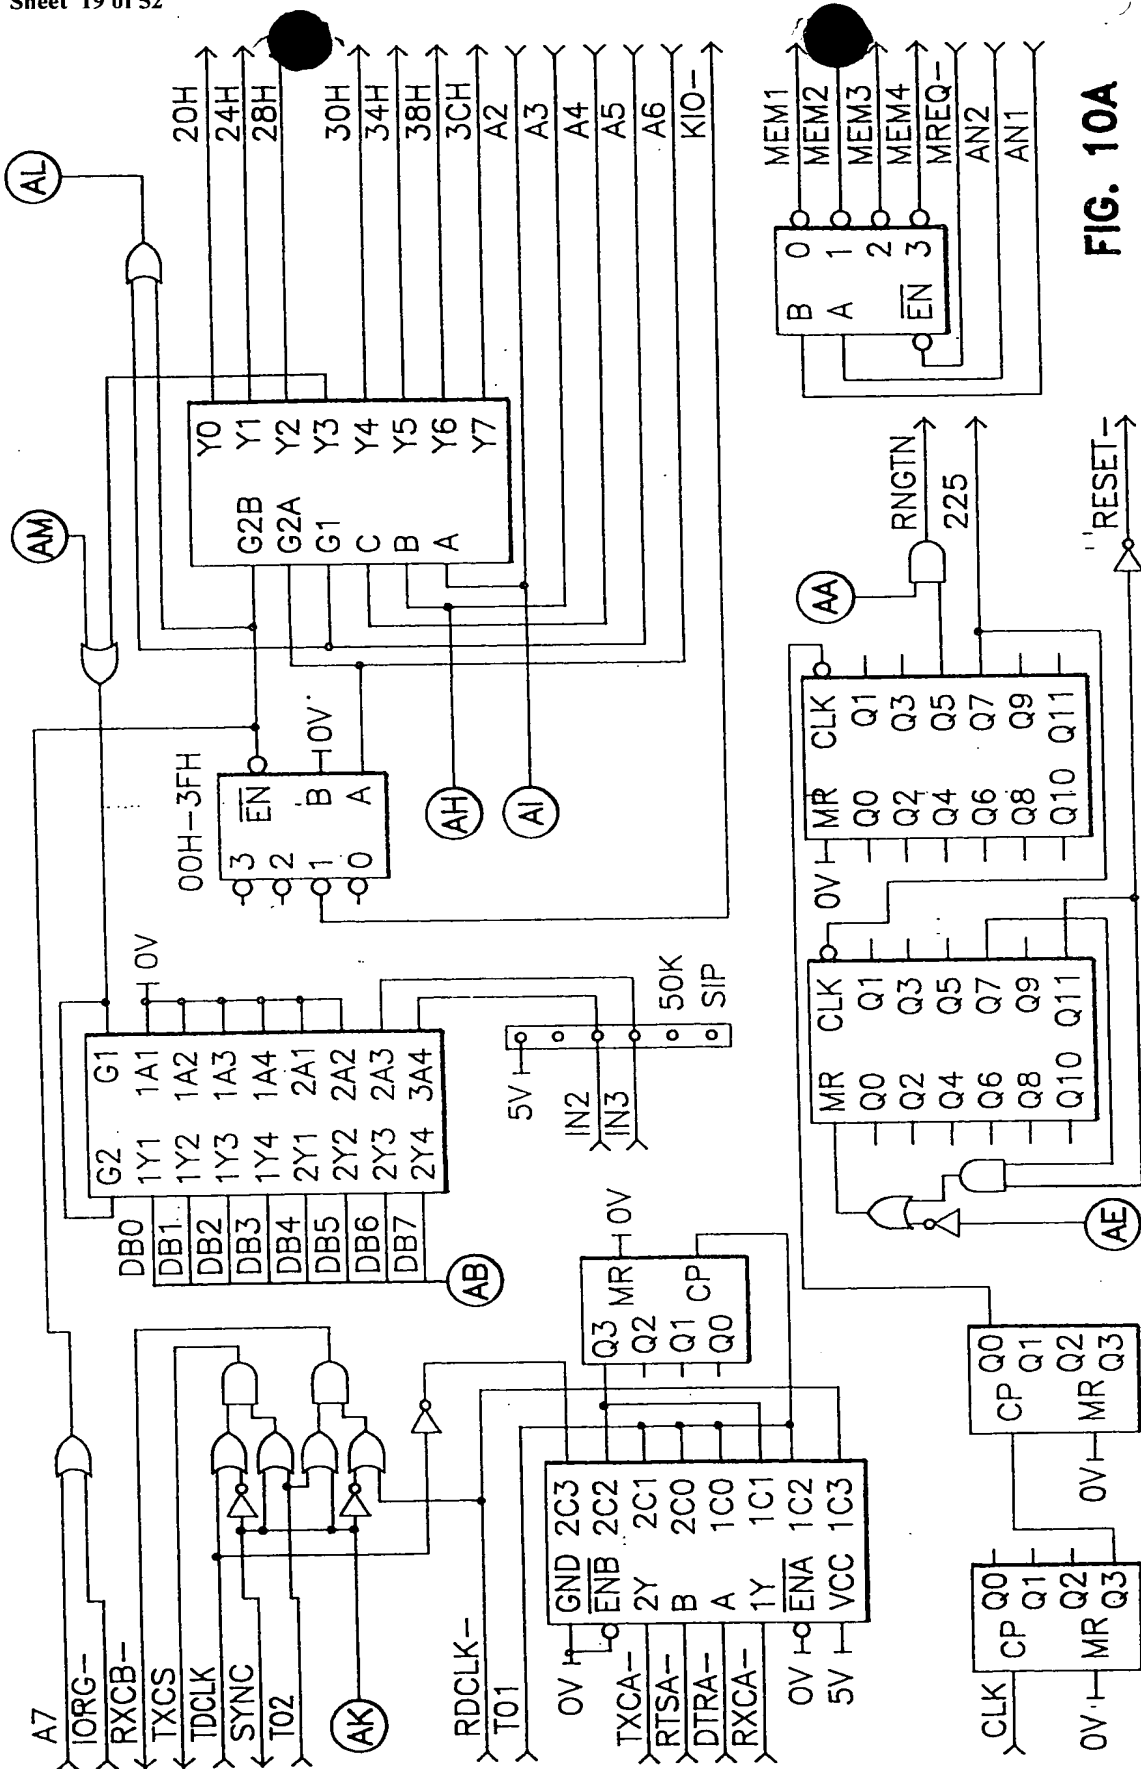 Sheet 19 of 52
A7
IORG-
RXCB-
TXCS
TDCLK
SYNC
T02
AK
RDCLK-
T01
0V
TXCA-
RTSA-
DTRA-
RXCA-
0V
5V
GND
ENB
2Y
B
A
1Y
ENA
VCC
2C3
2C2
2C1
2C0
1C0
1C1
1C2
1C3
Q3
Q2
Q1
Q0
MR
CP
0V
CLK
0V
CP
MR
Q0
Q1
Q2
Q3
0V
CP
MR
Q0
Q1
Q2
Q3
DB0
DB1
DB2
DB3
DB4
DB5
DB6
DB7
AB
G2
1Y1
1Y2
1Y3
1Y4
2Y1
2Y2
2Y3
2Y4
G1
1A1
1A2
1A3
1A4
2A1
2A2
2A3
3A4
0V
5V
IN2
IN3
50K
SIP
AE
MR
Q0
Q2
Q4
Q6
Q8
Q10
CLK
Q1
Q3
Q5
Q7
Q9
Q11
0V
MR
Q0
Q2
Q4
Q6
Q8
Q10
CLK
Q1
Q3
Q5
Q7
Q9
Q11
AA
RNGTN
225
RESET-
00H-3FH
3
2
1
0
EN
B
A
0V
AH
AI
AM
AL
G2B
G2A
G1
C
B
A
Y0
Y1
Y2
Y3
Y4
Y5
Y6
Y7
20H
24H
28H
30H
34H
38H
3CH
A2
A3
A4
A5
A6
KIO-
B
A
EN
0
1
2
3
MEM1
MEM2
MEM3
MEM4
MREQ-
AN2
AN1
FIG. 10A